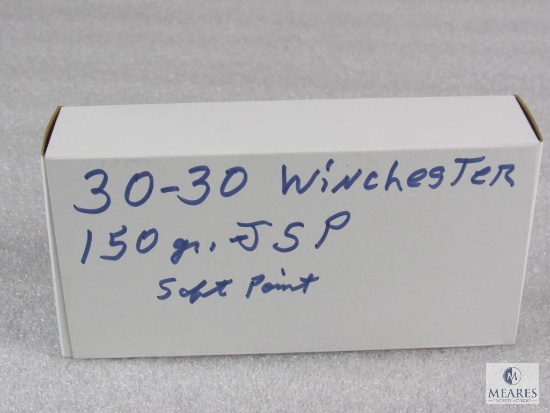 30-30 WinchesTer
150 gr. JSP
Soft Point
M
MEARES